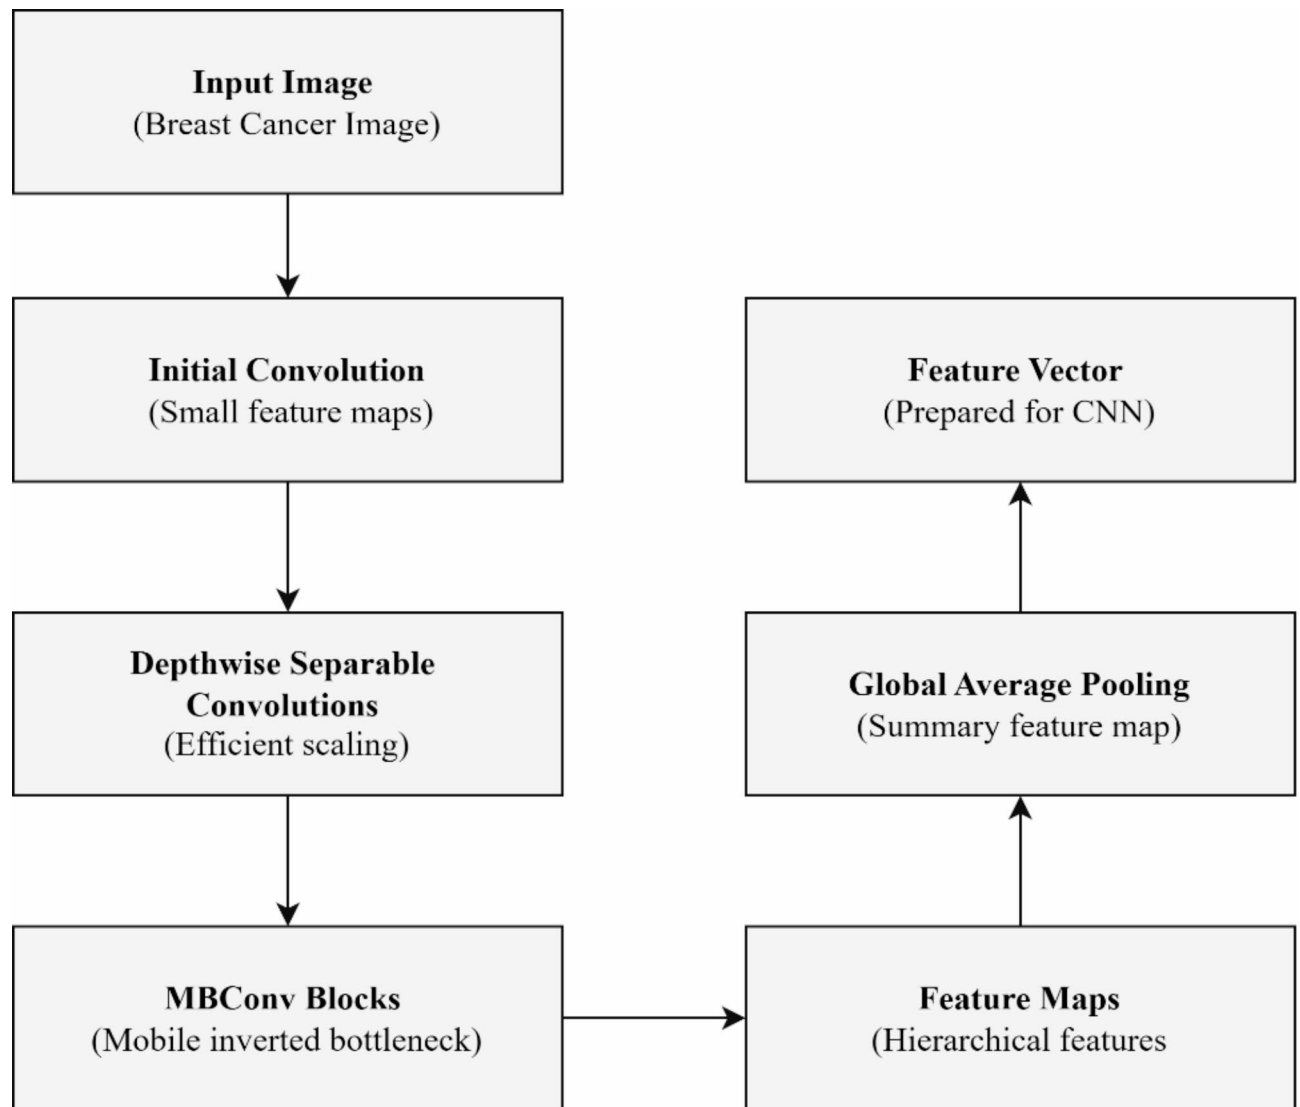 Input Image
(Breast Cancer Image)
Initial Convolution
(Small feature maps)
Depthwise Separable
Convolutions
(Efficient scaling)
MBConv Blocks
(Mobile inverted bottleneck)
Feature Maps
(Hierarchical features
Global Average Pooling
(Summary feature map)
Feature Vector
(Prepared for CNN)